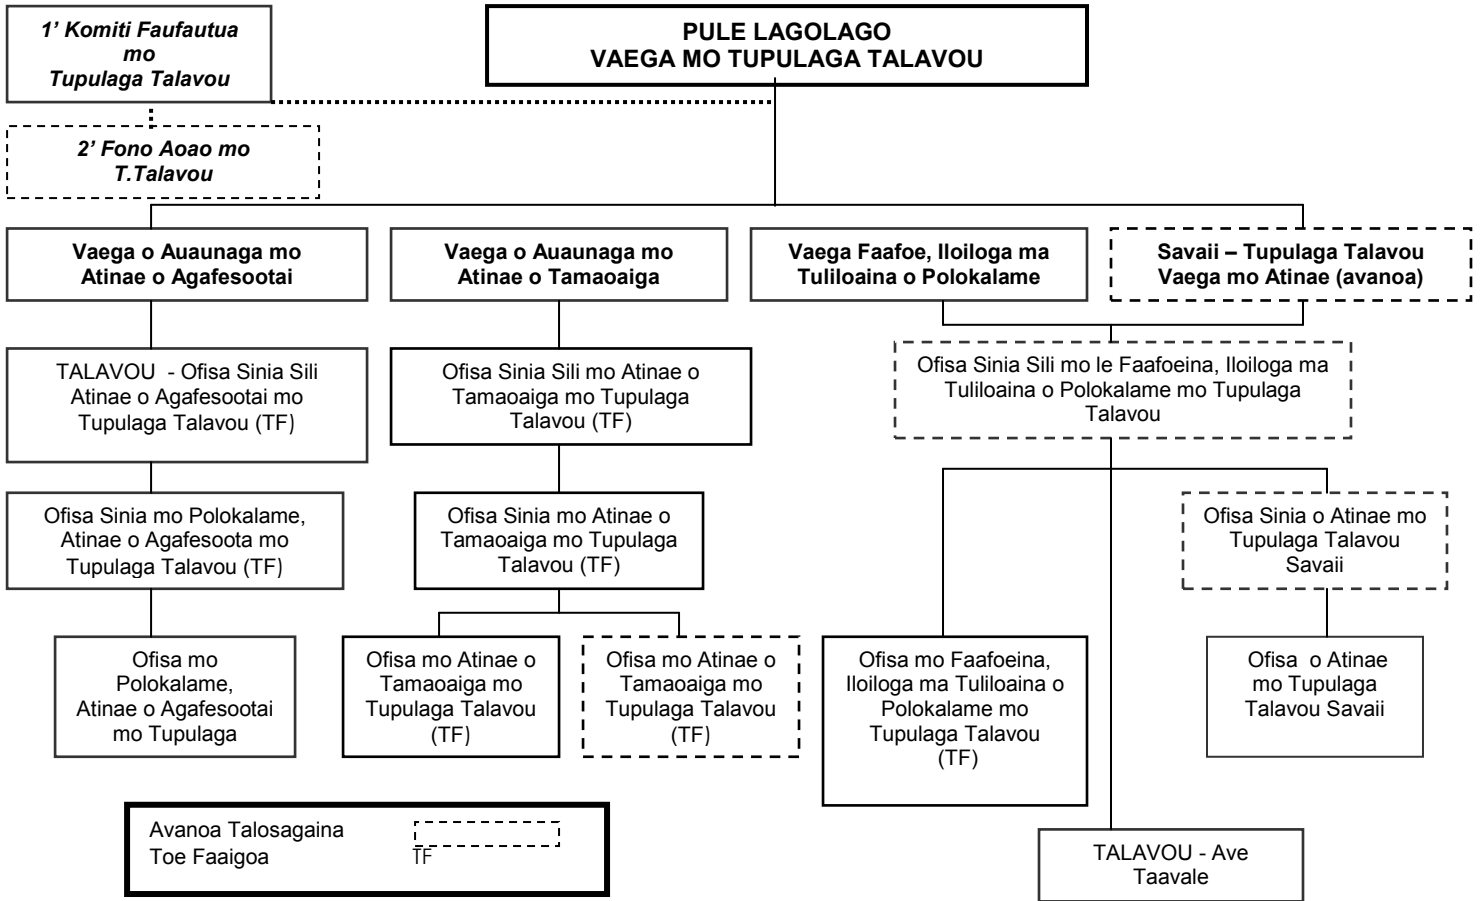 1' Komiti Faufautua
mo
Tupulaga Talavou
PULE LAGOLAGO
VAEGA MO TUPULAGA TALAVOU
2' Fono Aoao mo
T.Talavou
Vaega o Auaunaga mo
Atinae o Agafesootai
Vaega o Auaunaga mo
Atinae o Tamaoaiga
Vaega Faafoe, Iloiloga ma
Tuliloaina o Polokalame
Savaii – Tupulaga Talavou
Vaega mo Atinae (avanoa)
TALAVOU - Ofisa Sinia Sili
Atinae o Agafesootai mo
Tupulaga Talavou (TF)
Ofisa Sinia Sili mo Atinae o
Tamaoaiga mo Tupulaga
Talavou (TF)
Ofisa Sinia Sili mo le Faafoeina, Iloiloga ma
Tuliloaina o Polokalame mo Tupulaga
Talavou
Ofisa Sinia mo Polokalame,
Atinae o Agafesoota mo
Tupulaga Talavou (TF)
Ofisa Sinia mo Atinae o
Tamaoaiga mo Tupulaga
Talavou (TF)
Ofisa Sinia o Atinae mo
Tupulaga Talavou
Savaii
Ofisa mo
Polokalame,
Atinae o Agafesootai
mo Tupulaga
Ofisa mo Atinae o
Tamaoaiga mo
Tupulaga Talavou
(TF)
Ofisa mo Atinae o
Tamaoaiga mo
Tupulaga Talavou
(TF)
Ofisa mo Faafoeina,
Iloiloga ma Tuliloaina o
Polokalame mo
Tupulaga Talavou
(TF)
Ofisa o Atinae
mo Tupulaga
Talavou Savaii
TALAVOU - Ave
Taavale
Avanoa Talosagaina
Toe Faaigoa TF